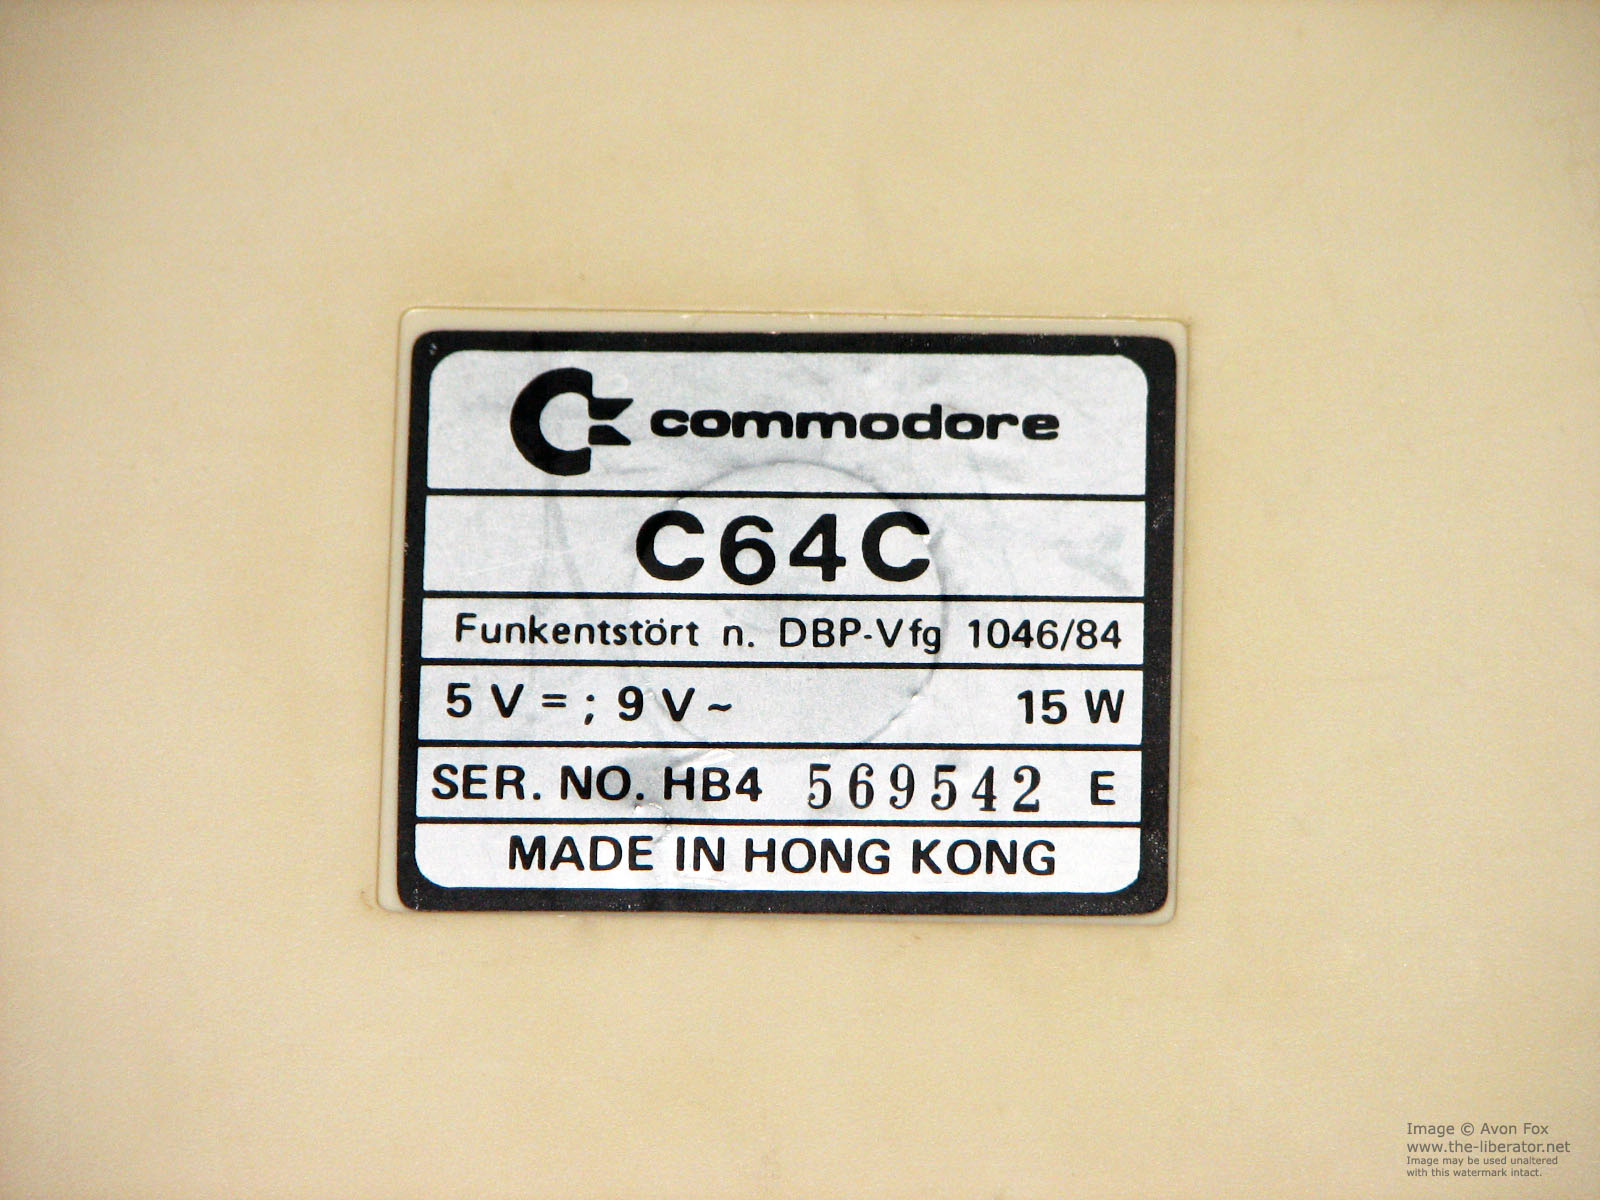 commodore
C64C
Funkentstört n. DBP-Vfg 1046/84
5 V = ; 9 V ~ 15 W
SER. NO. HB4 569542 E
MADE IN HONG KONG
Image © Avon Fox
www.the-liberator.net
Image may be used unaltered
with this watermark intact.